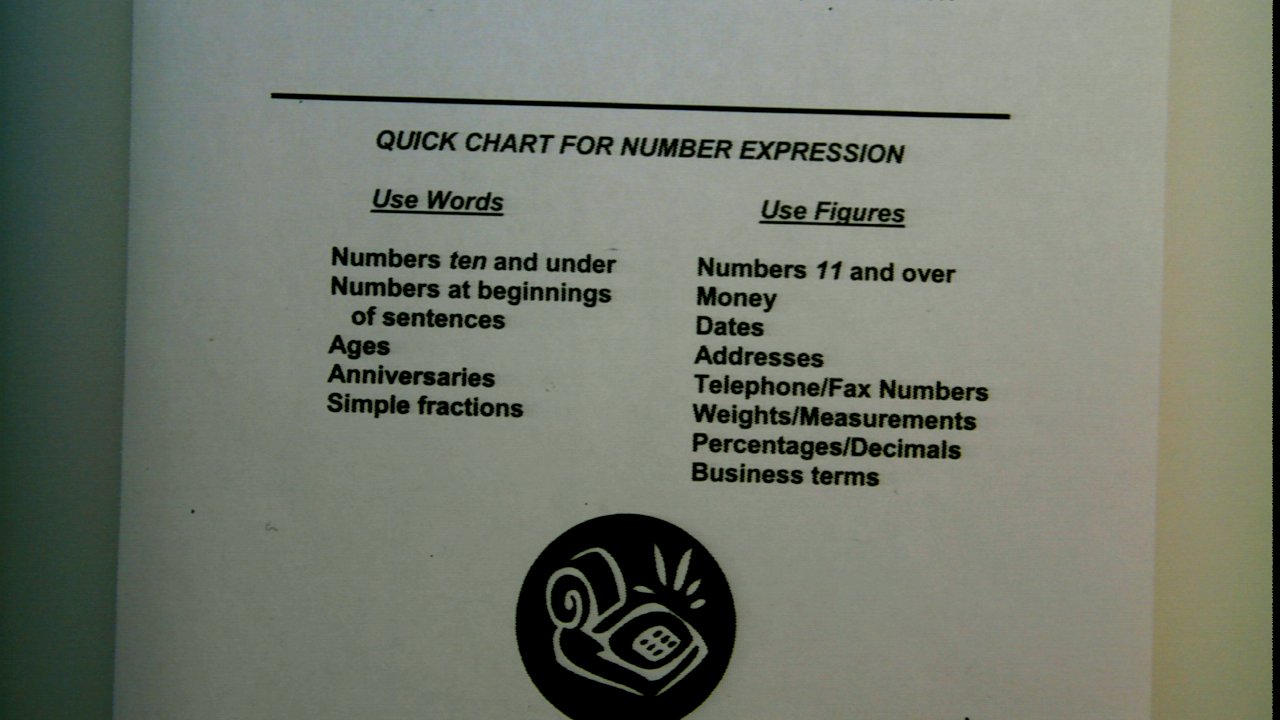 QUICK CHART FOR NUMBER EXPRESSION
Use Words
Numbers ten and under
Numbers at beginnings
of sentences
Ages
Anniversaries
Simple fractions
Use Figures
Numbers 11 and over
Money
Dates
Addresses
Telephone/Fax Numbers
Weights/Measurements
Percentages/Decimals
Business terms